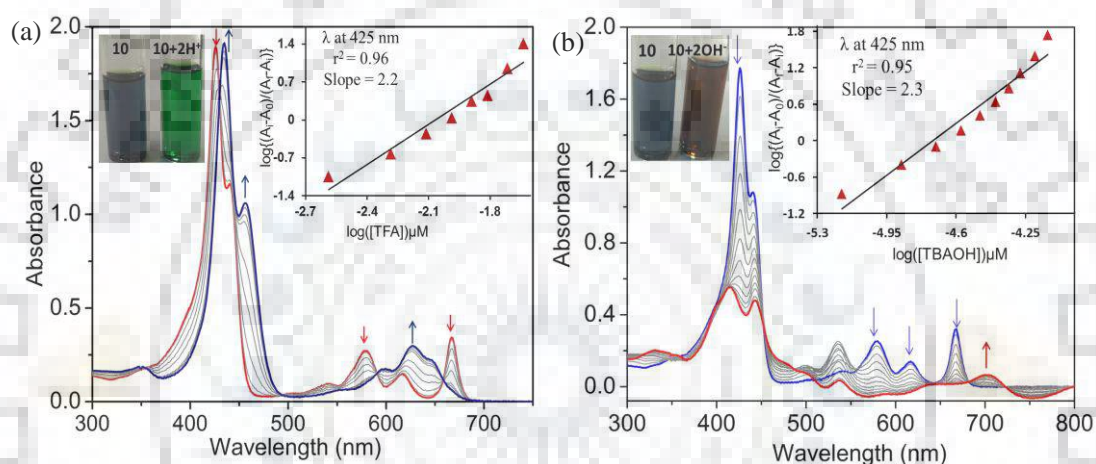 (a)
2.0
1.5
1.0
0.5
0.0
Absorbance
300 400 500 600 700
Wavelength (nm)
10 10+2H⁺
λ at 425 nm
r² = 0.96
Slope = 2.2
1.4
0.7
0
-0.7
-1.4
log{(Aᵢ-A₀)/(A_f-Aᵢ)}
-2.7 -2.4 -2.1 -1.8
log([TFA])μM
(b)
2.0
1.6
1.2
0.8
0.4
0.0
Absorbance
300 400 500 600 700 800
Wavelength (nm)
10 10+2OH⁻
λ at 425 nm
r² = 0.95
Slope = 2.3
1.8
1.2
0.6
0
-0.6
-1.2
log{(Aᵢ-A₀)/(A_f-Aᵢ)}
-5.3 -4.95 -4.6 -4.25
log([TBAOH])μM